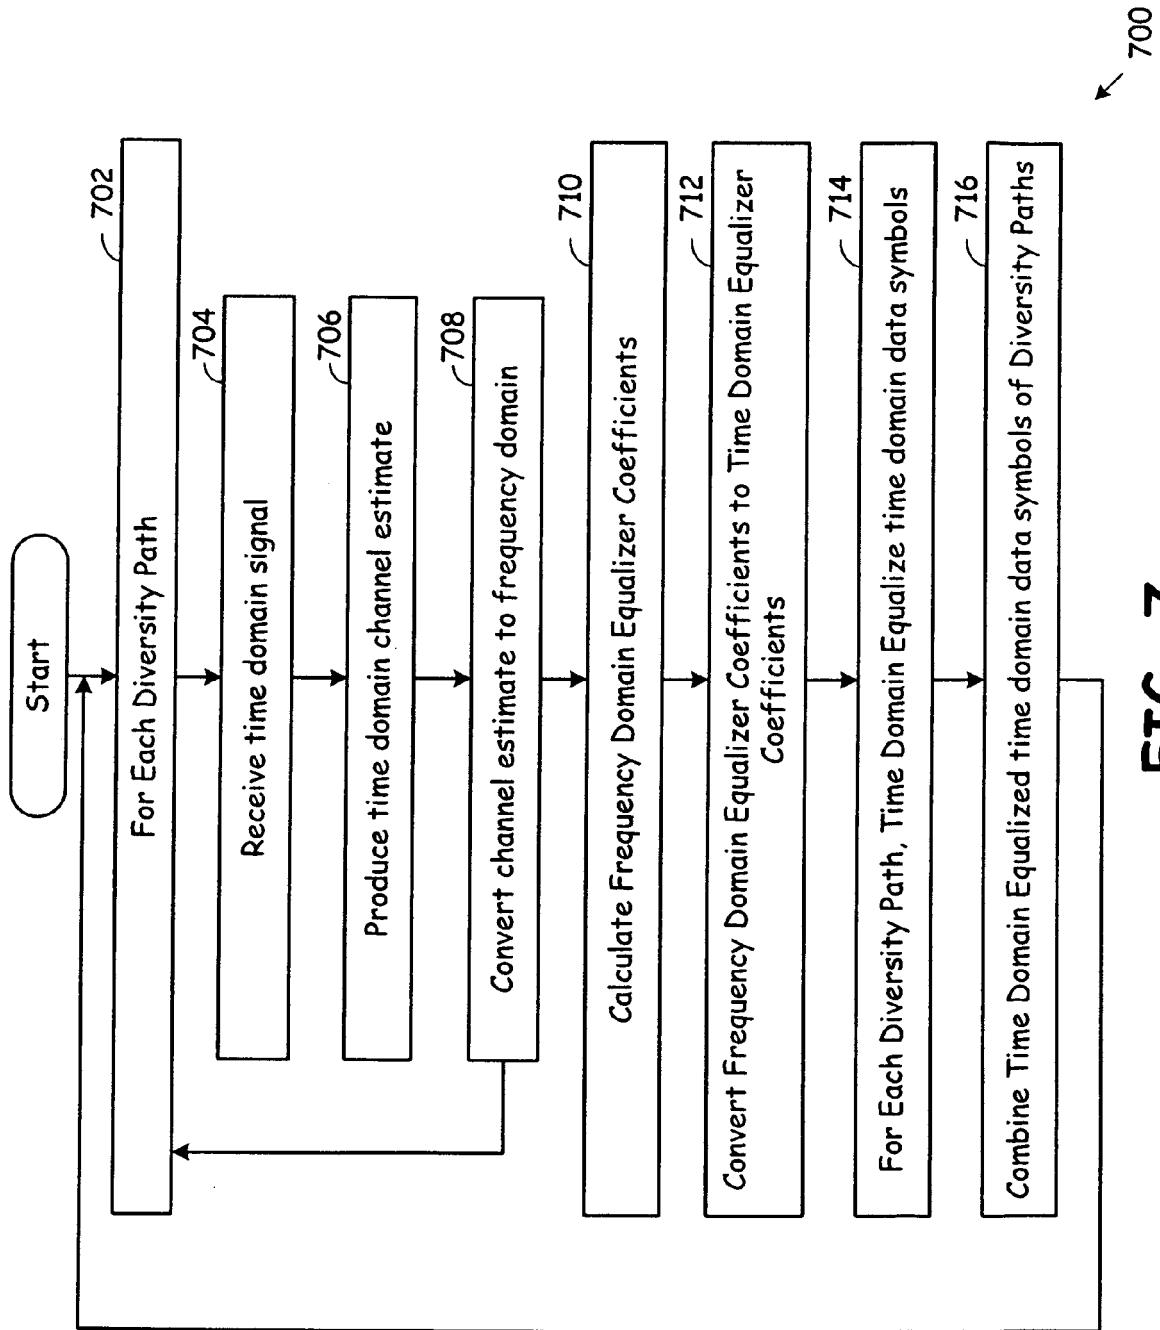 Start
702
For Each Diversity Path
704
Receive time domain signal
706
Produce time domain channel estimate
708
Convert channel estimate to frequency domain
710
Calculate Frequency Domain Equalizer Coefficients
712
Convert Frequency Domain Equalizer Coefficients to Time Domain Equalizer
Coefficients
714
For Each Diversity Path, Time Domain Equalize time domain data symbols
716
Combine Time Domain Equalized time domain data symbols of Diversity Paths
700
FIG. 7